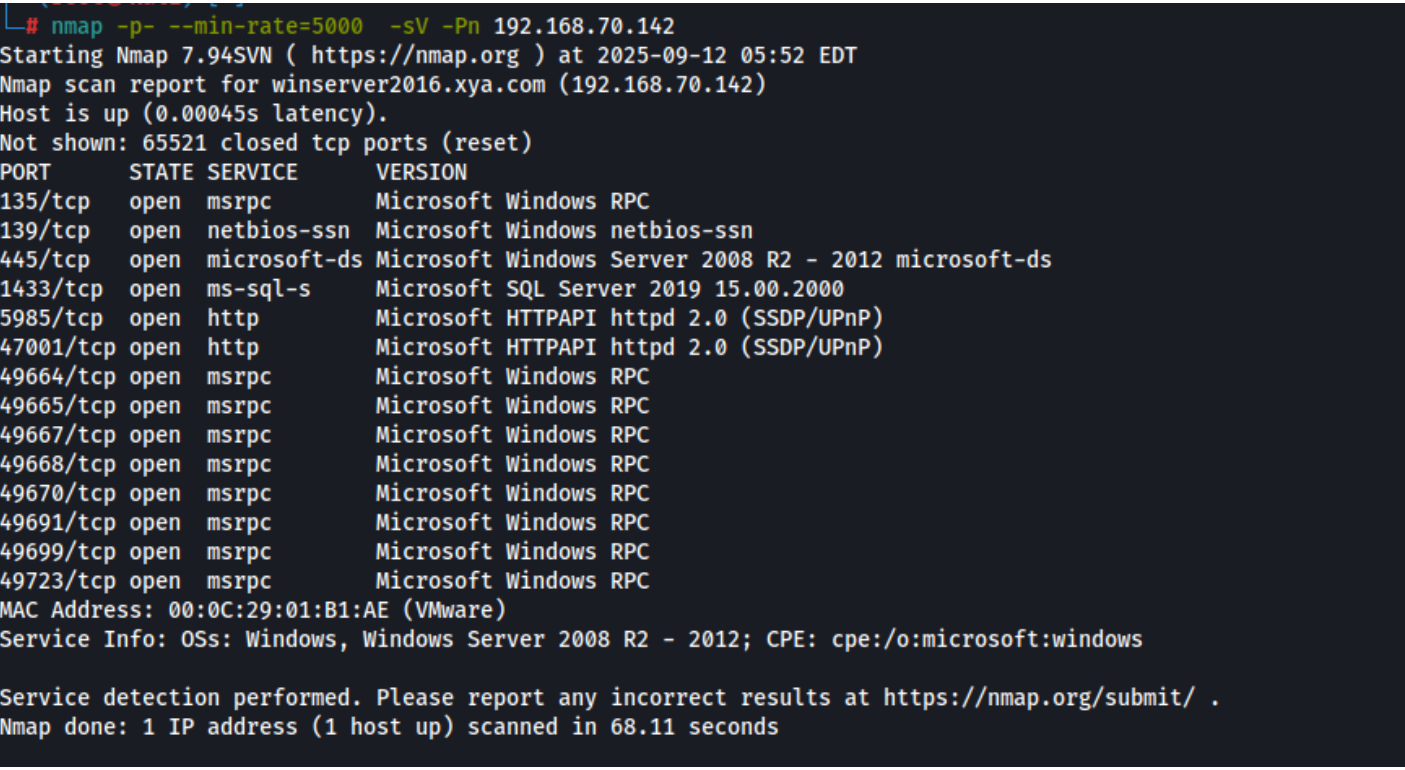 └─# nmap -p- --min-rate=5000  -sV -Pn 192.168.70.142
Starting Nmap 7.94SVN ( https://nmap.org ) at 2025-09-12 05:52 EDT
Nmap scan report for winserver2016.xya.com (192.168.70.142)
Host is up (0.00045s latency).
Not shown: 65521 closed tcp ports (reset)
PORT      STATE SERVICE      VERSION
135/tcp   open  msrpc        Microsoft Windows RPC
139/tcp   open  netbios-ssn  Microsoft Windows netbios-ssn
445/tcp   open  microsoft-ds Microsoft Windows Server 2008 R2 - 2012 microsoft-ds
1433/tcp  open  ms-sql-s     Microsoft SQL Server 2019 15.00.2000
5985/tcp  open  http         Microsoft HTTPAPI httpd 2.0 (SSDP/UPnP)
47001/tcp open  http         Microsoft HTTPAPI httpd 2.0 (SSDP/UPnP)
49664/tcp open  msrpc        Microsoft Windows RPC
49665/tcp open  msrpc        Microsoft Windows RPC
49667/tcp open  msrpc        Microsoft Windows RPC
49668/tcp open  msrpc        Microsoft Windows RPC
49670/tcp open  msrpc        Microsoft Windows RPC
49691/tcp open  msrpc        Microsoft Windows RPC
49699/tcp open  msrpc        Microsoft Windows RPC
49723/tcp open  msrpc        Microsoft Windows RPC
MAC Address: 00:0C:29:01:B1:AE (VMware)
Service Info: OSs: Windows, Windows Server 2008 R2 - 2012; CPE: cpe:/o:microsoft:windows

Service detection performed. Please report any incorrect results at https://nmap.org/submit/ .
Nmap done: 1 IP address (1 host up) scanned in 68.11 seconds